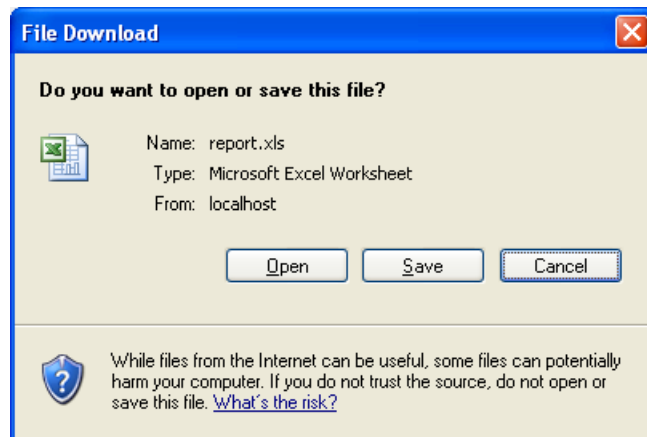 File Download
Do you want to open or save this file?
Name: report.xls
Type: Microsoft Excel Worksheet
From: localhost
Open Save Cancel
While files from the Internet can be useful, some files can potentially
harm your computer. If you do not trust the source, do not open or
save this file. What's the risk?